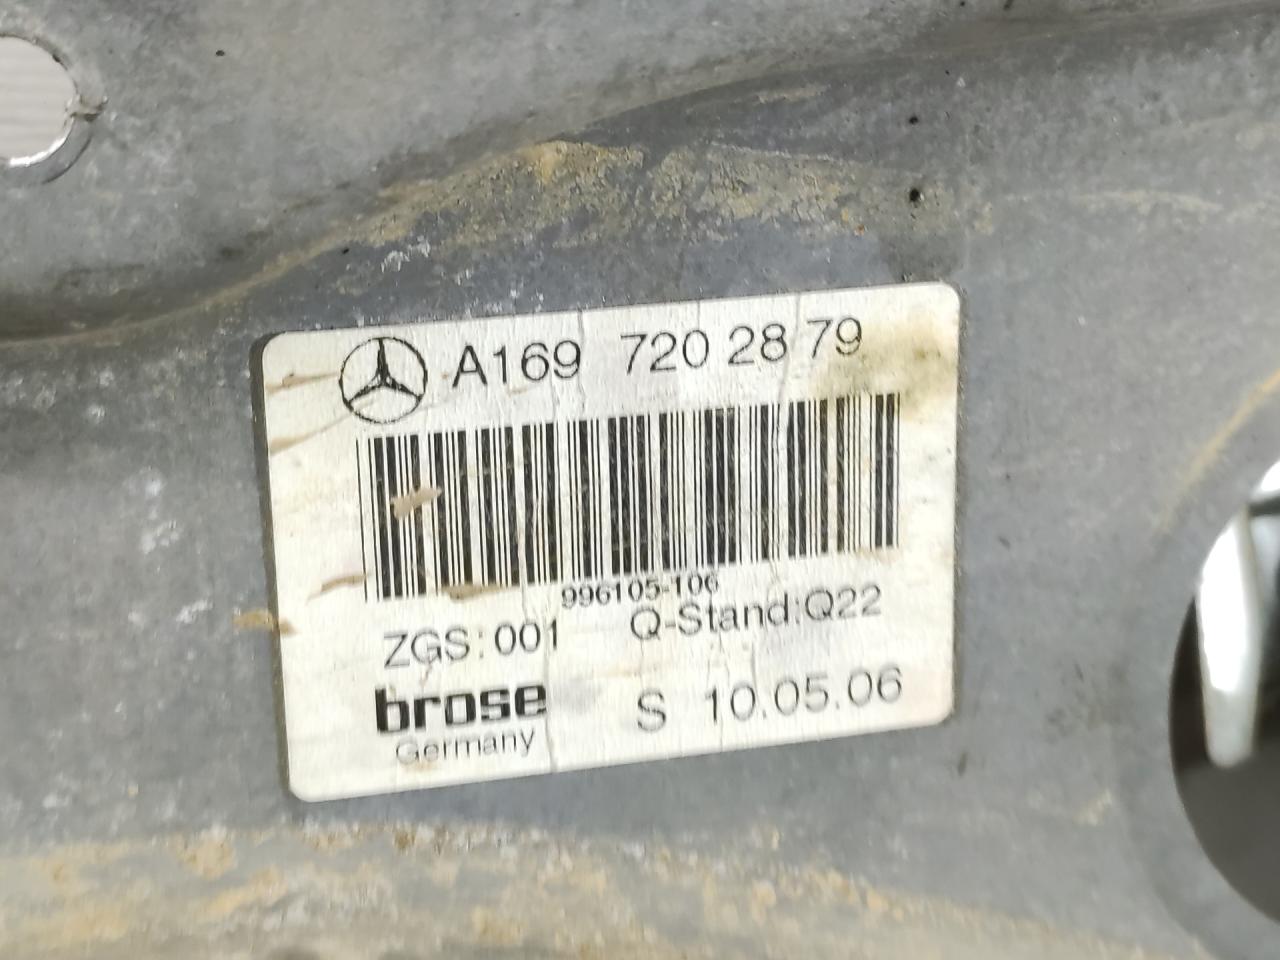 A169 720 28 79
996105-106
ZGS: 001 Q-Stand:Q22
brose S 10.05.06
Germany